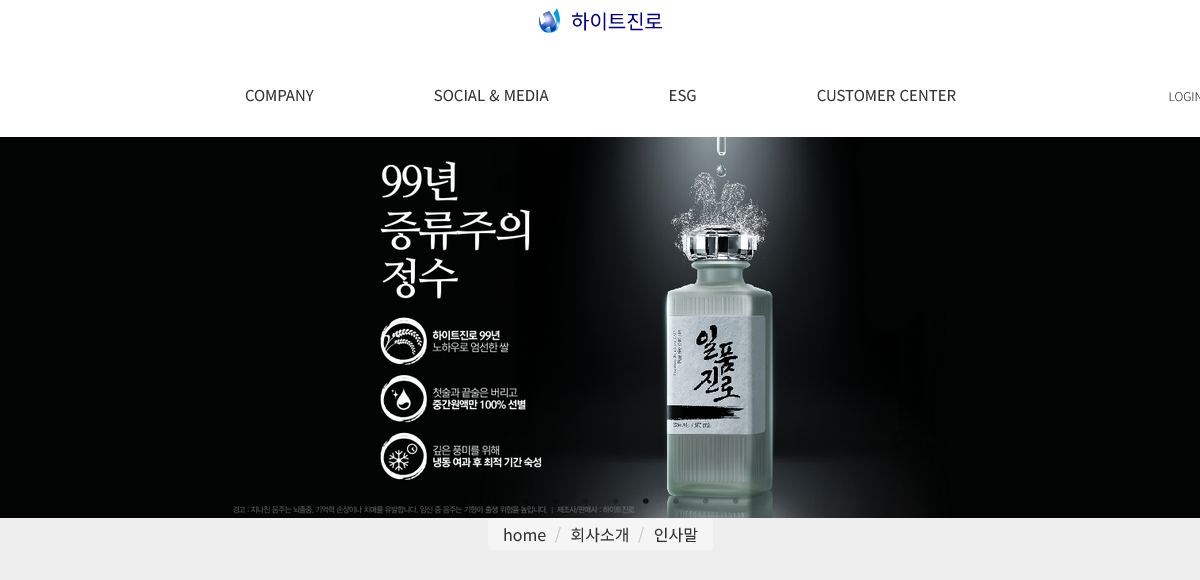 하이트진로
COMPANY
SOCIAL & MEDIA
ESG
CUSTOMER CENTER
LOGIN
99년
증류주의
정수
하이트진로 99년
노하우로 엄선한 쌀
첫술과 끝술은 버리고
중간원액만 100% 선별
깊은 풍미를 위해
냉동 여과 후 최적 기간 숙성
일품
진로
경고 : 지나친 음주는 뇌졸중, 기억력 손상이나 치매를 유발합니다. 임신 중 음주는 기형아 출생 위험을 높입니다. | 제조사/판매사 : 하이트진로
home / 회사소개 / 인사말